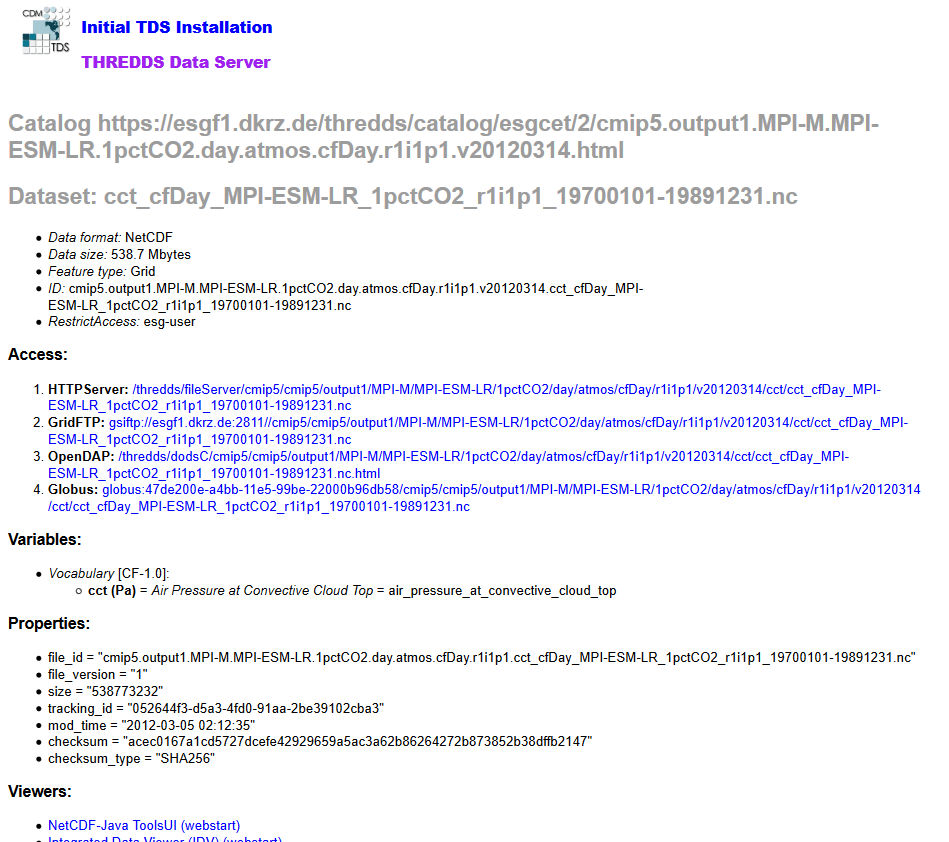 CDM
TDS
Initial TDS Installation
THREDDS Data Server
Catalog https://esgf1.dkrz.de/thredds/catalog/esgcet/2/cmip5.output1.MPI-M.MPI-
ESM-LR.1pctCO2.day.atmos.cfDay.r1i1p1.v20120314.html
Dataset: cct_cfDay_MPI-ESM-LR_1pctCO2_r1i1p1_19700101-19891231.nc
• Data format: NetCDF
• Data size: 538.7 Mbytes
• Feature type: Grid
• ID: cmip5.output1.MPI-M.MPI-ESM-LR.1pctCO2.day.atmos.cfDay.r1i1p1.v20120314.cct_cfDay_MPI-
ESM-LR_1pctCO2_r1i1p1_19700101-19891231.nc
• RestrictAccess: esg-user
Access:
1. HTTPServer: /thredds/fileServer/cmip5/cmip5/output1/MPI-M/MPI-ESM-LR/1pctCO2/day/atmos/cfDay/r1i1p1/v20120314/cct/cct_cfDay_MPI-
ESM-LR_1pctCO2_r1i1p1_19700101-19891231.nc
2. GridFTP: gsiftp://esgf1.dkrz.de:2811//cmip5/cmip5/output1/MPI-M/MPI-ESM-LR/1pctCO2/day/atmos/cfDay/r1i1p1/v20120314/cct/cct_cfDay_MPI-
ESM-LR_1pctCO2_r1i1p1_19700101-19891231.nc
3. OpenDAP: /thredds/dodsC/cmip5/cmip5/output1/MPI-M/MPI-ESM-LR/1pctCO2/day/atmos/cfDay/r1i1p1/v20120314/cct/cct_cfDay_MPI-
ESM-LR_1pctCO2_r1i1p1_19700101-19891231.nc.html
4. Globus: globus:47de200e-a4bb-11e5-99be-22000b96db58/cmip5/cmip5/output1/MPI-M/MPI-ESM-LR/1pctCO2/day/atmos/cfDay/r1i1p1/v20120314
/cct/cct_cfDay_MPI-ESM-LR_1pctCO2_r1i1p1_19700101-19891231.nc
Variables:
• Vocabulary [CF-1.0]:
◦ cct (Pa) = Air Pressure at Convective Cloud Top = air_pressure_at_convective_cloud_top
Properties:
• file_id = "cmip5.output1.MPI-M.MPI-ESM-LR.1pctCO2.day.atmos.cfDay.r1i1p1.cct_cfDay_MPI-ESM-LR_1pctCO2_r1i1p1_19700101-19891231.nc"
• file_version = "1"
• size = "538773232"
• tracking_id = "052644f3-d5a3-4fd0-91aa-2be39102cba3"
• mod_time = "2012-03-05 02:12:35"
• checksum = "acec0167a1cd5727dcefe42929659a5ac3a62b86264272b873852b38dffb2147"
• checksum_type = "SHA256"
Viewers:
• NetCDF-Java ToolsUI (webstart)
• Integrated Data Viewer (IDV) (webstart)